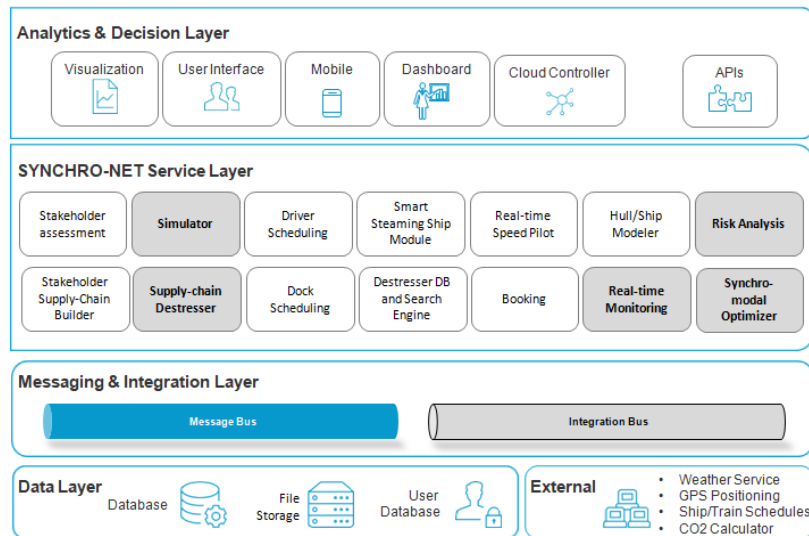 Analytics & Decision Layer
Visualization
User Interface
Mobile
Dashboard
Cloud Controller
APIs
SYNCHRO-NET Service Layer
Stakeholder
assessment
Simulator
Driver
Scheduling
Smart
Steaming Ship
Module
Real-time
Speed Pilot
Hull/Ship
Modeler
Risk Analysis
Stakeholder
Supply-Chain
Builder
Supply-chain
Destresser
Dock
Scheduling
Destresser DB
and Search
Engine
Booking
Real-time
Monitoring
Synchro-
modal
Optimizer
Messaging & Integration Layer
Message Bus
Integration Bus
Data Layer
Database
File
Storage
User
Database
External
• Weather Service
• GPS Positioning
• Ship/Train Schedules
• CO2 Calculator